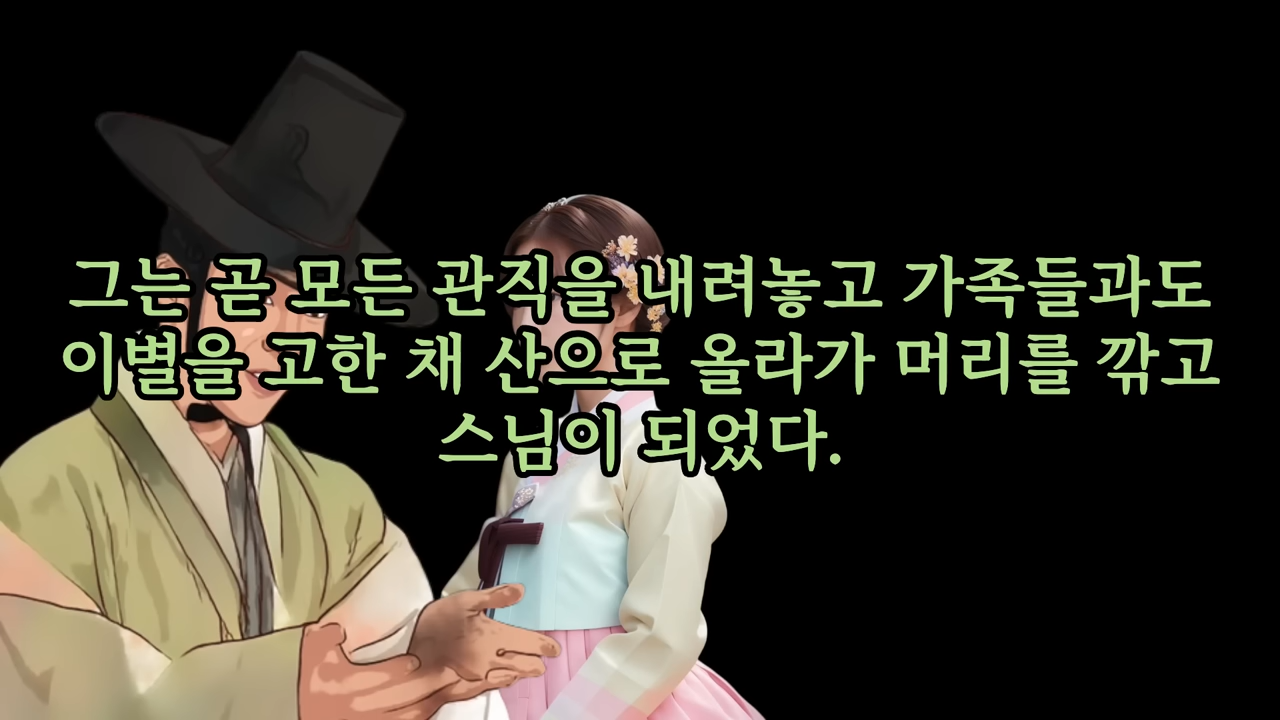 그는 곧 모든 관직을 내려놓고 가족들과도
이별을 고한 채 산으로 올라가 머리를 깎고
스님이 되었다.